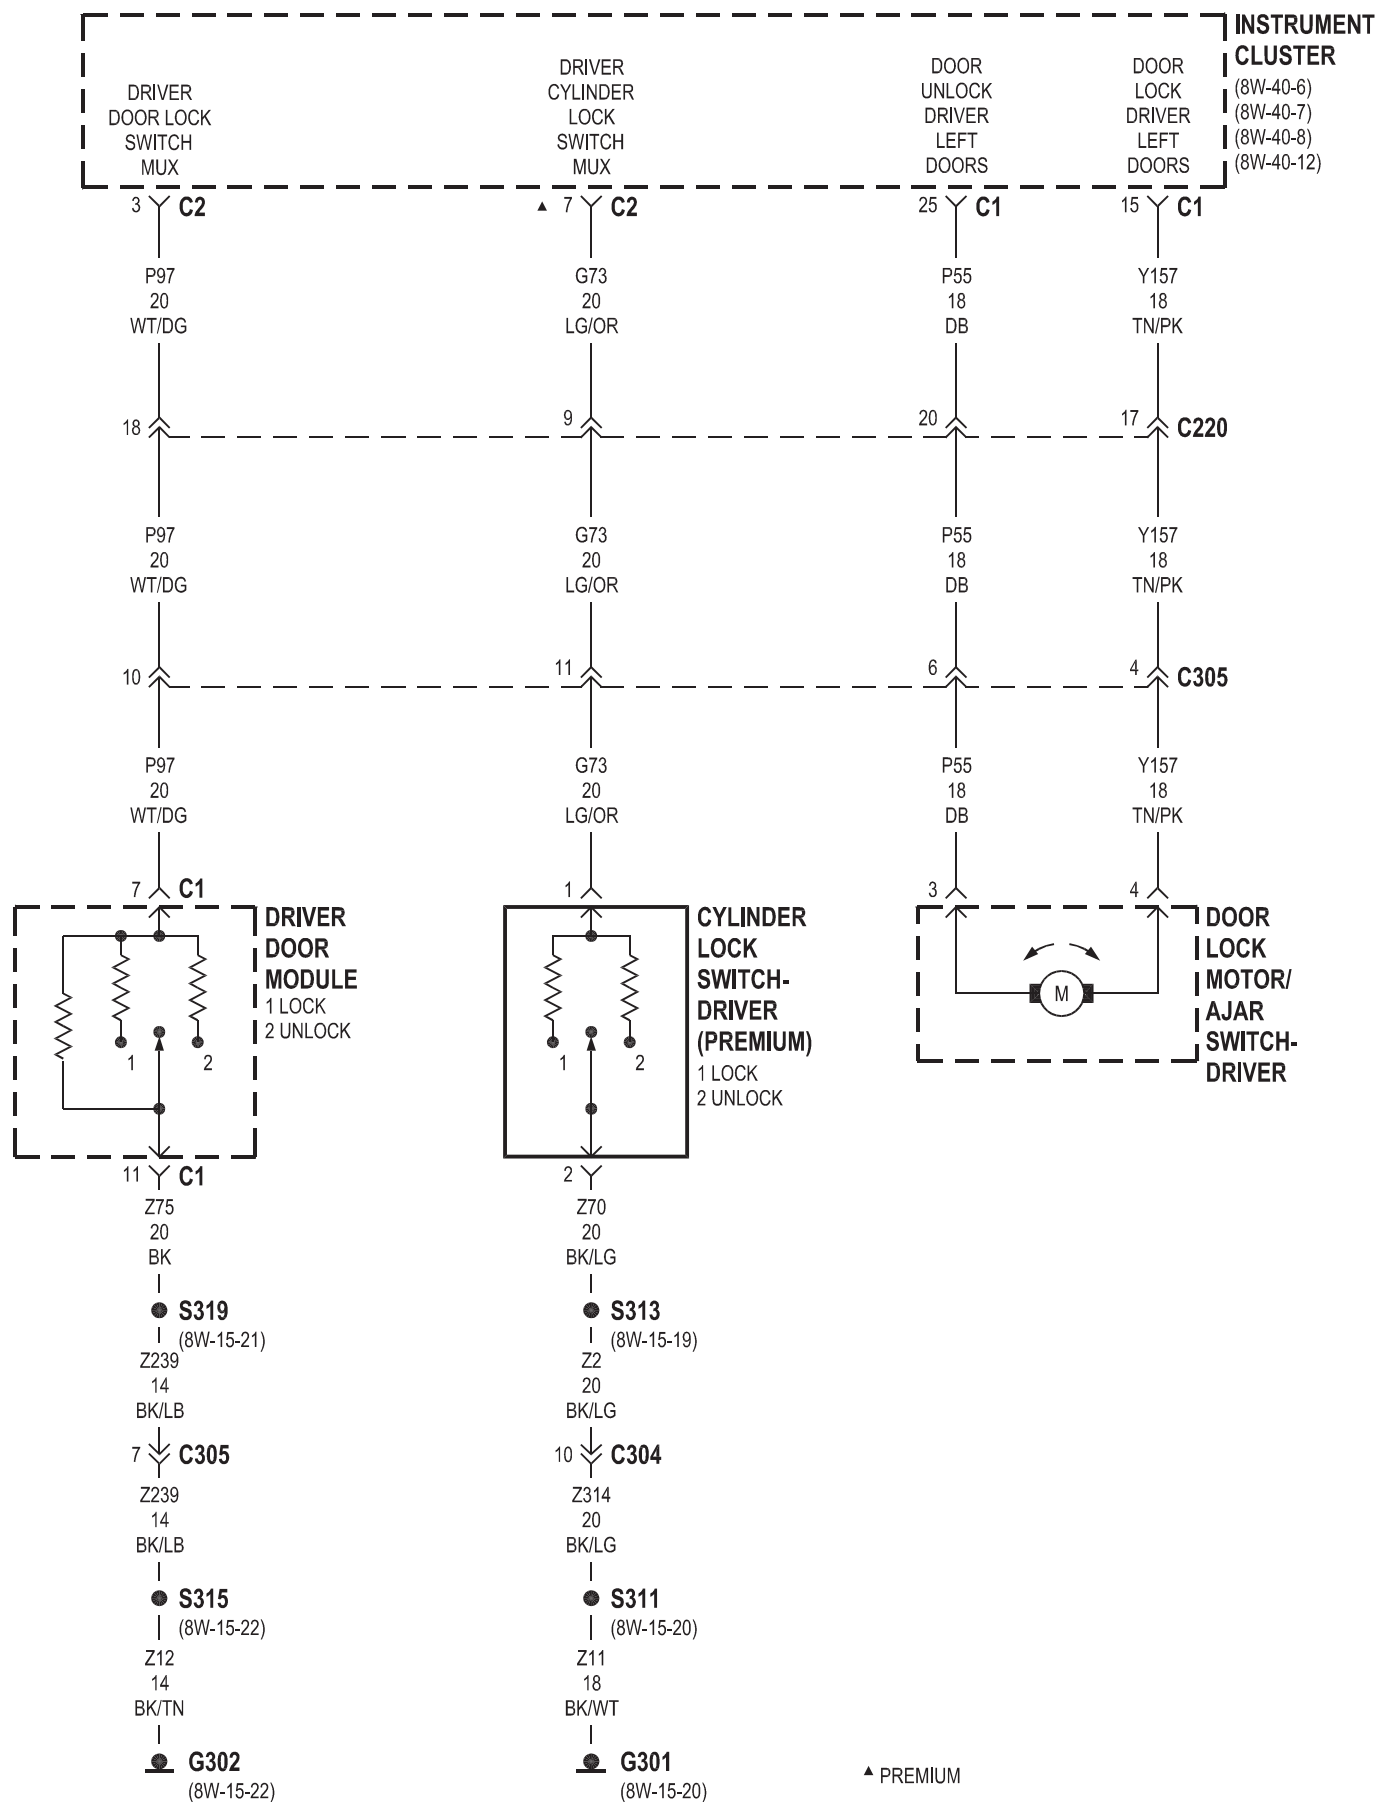 INSTRUMENT
CLUSTER
(8W-40-6)
(8W-40-7)
(8W-40-8)
(8W-40-12)
DRIVER
DOOR LOCK
SWITCH
MUX
DRIVER
CYLINDER
LOCK
SWITCH
MUX
DOOR
UNLOCK
DRIVER
LEFT
DOORS
DOOR
LOCK
DRIVER
LEFT
DOORS
3 C2
▲ 7 C2
25 C1
15 C1
P97
20
WT/DG
G73
20
LG/OR
P55
18
DB
Y157
18
TN/PK
18 9 20 17 C220
P97
20
WT/DG
G73
20
LG/OR
P55
18
DB
Y157
18
TN/PK
10 11 6 4 C305
P97
20
WT/DG
G73
20
LG/OR
P55
18
DB
Y157
18
TN/PK
7 C1
1
3
4
DRIVER
DOOR
MODULE
1 LOCK
2 UNLOCK
1 2
CYLINDER
LOCK
SWITCH-
DRIVER
(PREMIUM)
1 LOCK
2 UNLOCK
1 2
DOOR
LOCK
MOTOR/
AJAR
SWITCH-
DRIVER
M
11 C1
Z75
20
BK
S319
(8W-15-21)
Z239
14
BK/LB
7 C305
Z239
14
BK/LB
S315
(8W-15-22)
Z12
14
BK/TN
G302
(8W-15-22)
2
Z70
20
BK/LG
S313
(8W-15-19)
Z2
20
BK/LG
10 C304
Z314
20
BK/LG
S311
(8W-15-20)
Z11
18
BK/WT
G301
(8W-15-20)
▲ PREMIUM